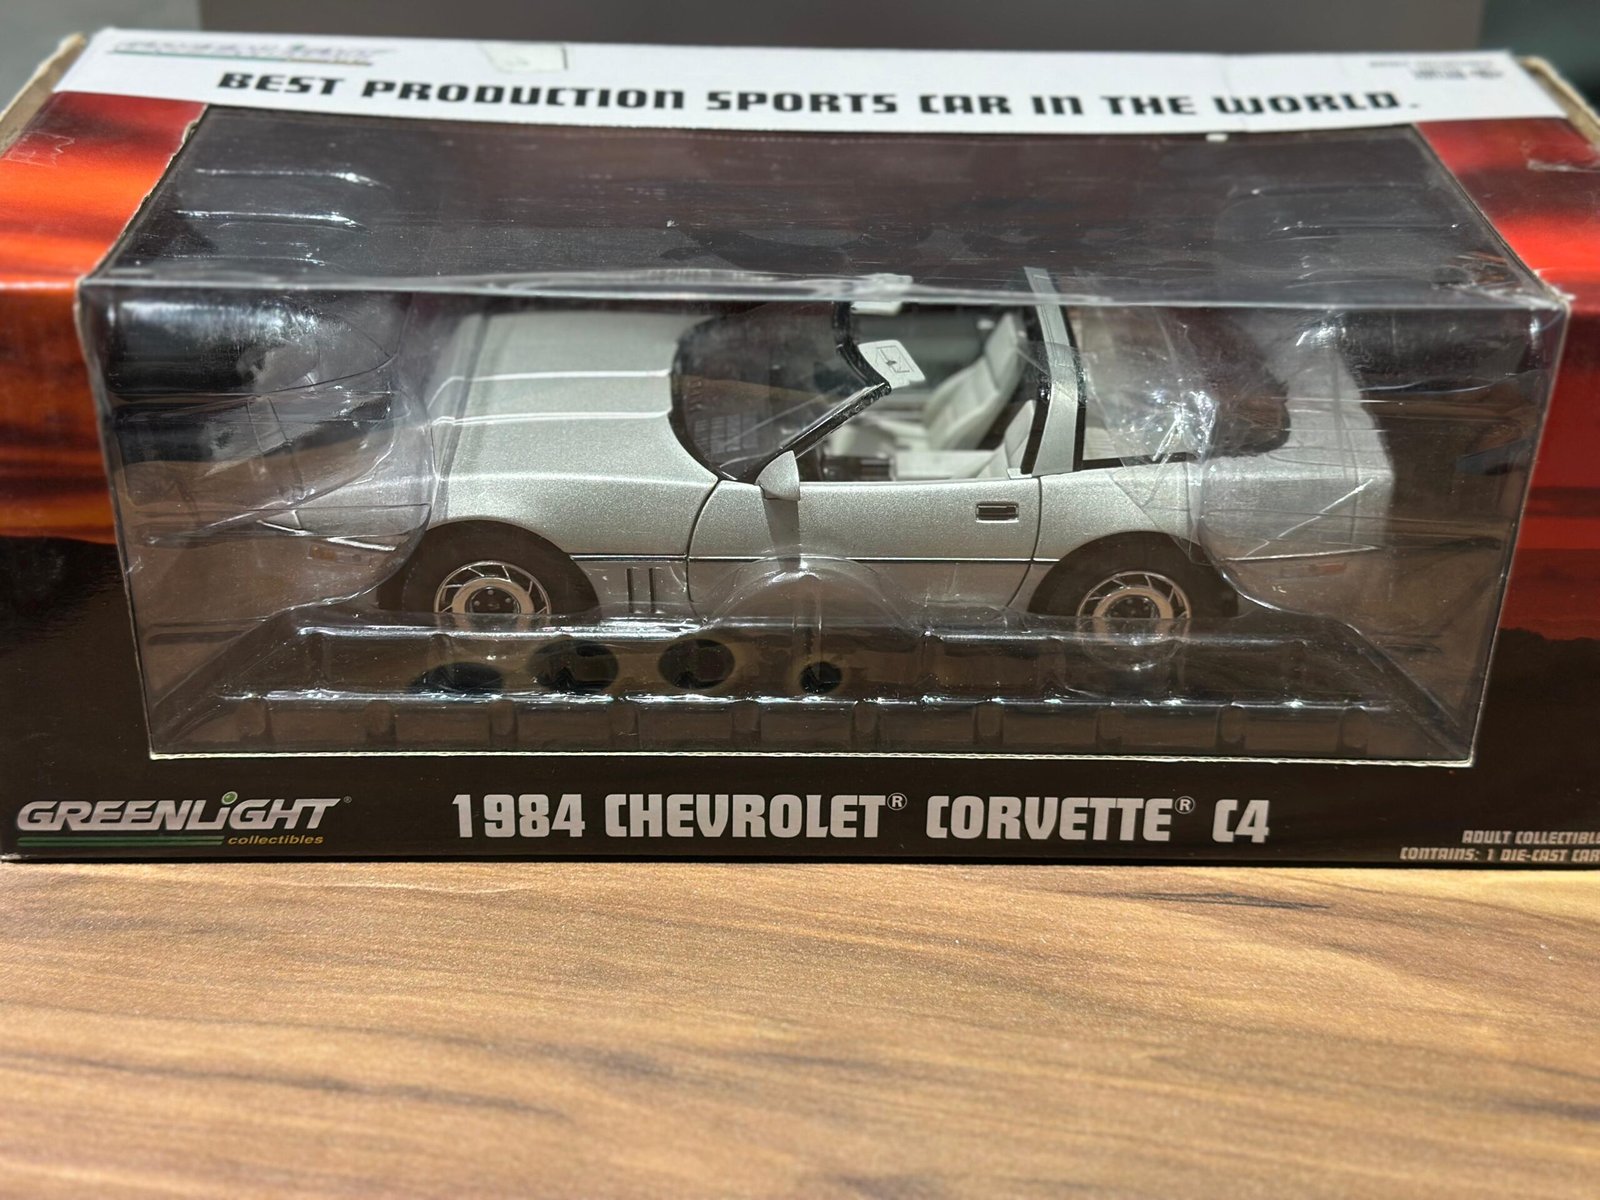 BEST PRODUCTION SPORTS CAR IN THE WORLD.
GREENLIGHT®
collectibles
1984 CHEVROLET® CORVETTE® C4
ADULT COLLECTIBLE
CONTAINS: 1 DIE-CAST CAR